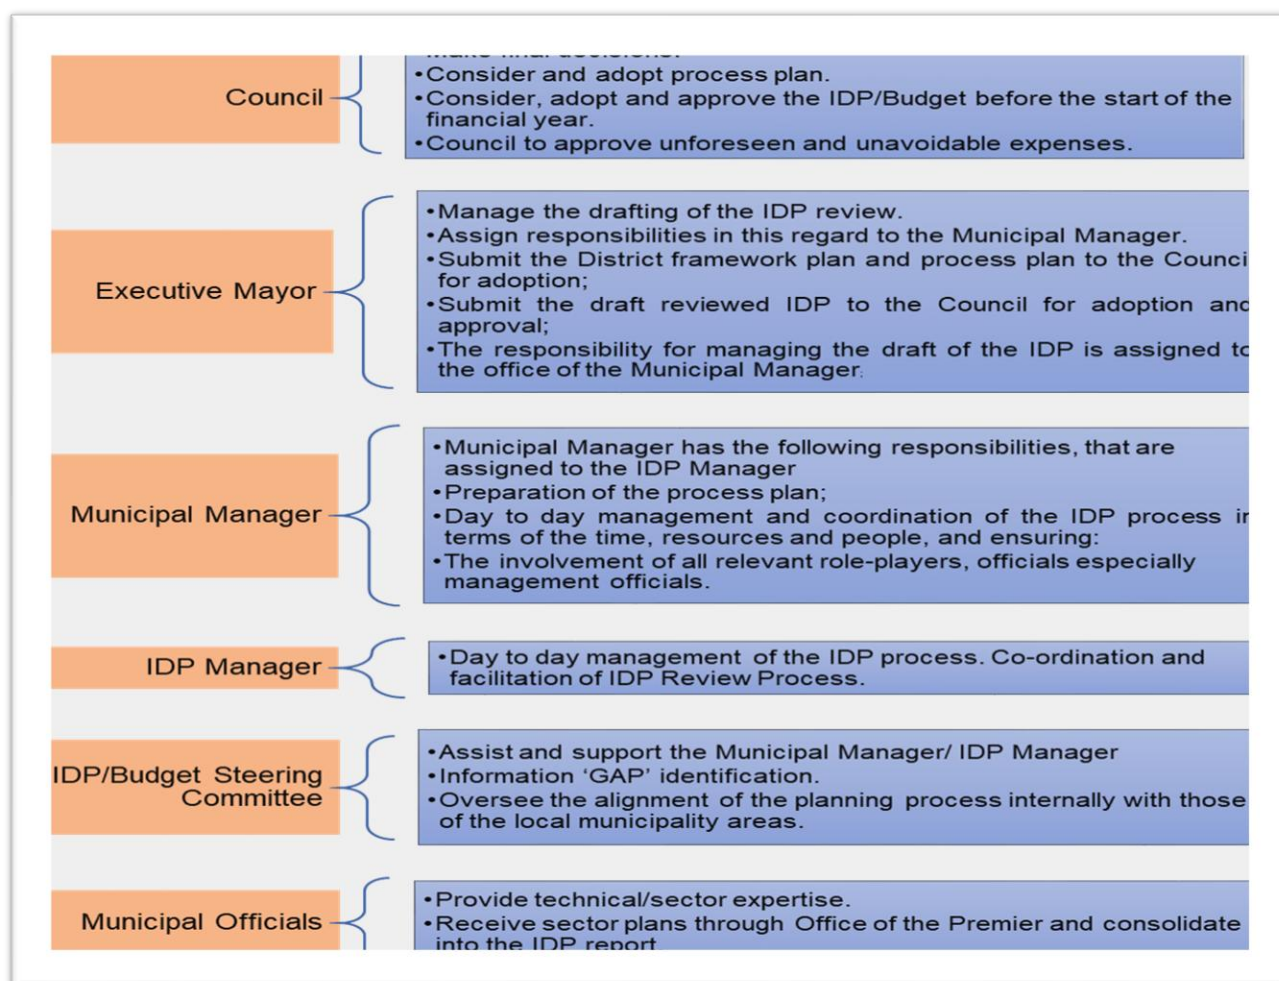 Make final decisions.
Council
•Consider and adopt process plan.
•Consider, adopt and approve the IDP/Budget before the start of the
financial year.
•Council to approve unforeseen and unavoidable expenses.
Executive Mayor
•Manage the drafting of the IDP review.
•Assign responsibilities in this regard to the Municipal Manager.
•Submit the District framework plan and process plan to the Counci
for adoption;
•Submit the draft reviewed IDP to the Council for adoption and
approval;
•The responsibility for managing the draft of the IDP is assigned to
the office of the Municipal Manager;
Municipal Manager
•Municipal Manager has the following responsibilities, that are
assigned to the IDP Manager
•Preparation of the process plan;
•Day to day management and coordination of the IDP process in
terms of the time, resources and people, and ensuring:
•The involvement of all relevant role-players, officials especially
management officials.
IDP Manager
•Day to day management of the IDP process. Co-ordination and
facilitation of IDP Review Process.
IDP/Budget Steering
Committee
•Assist and support the Municipal Manager/ IDP Manager
•Information ‘GAP’ identification.
•Oversee the alignment of the planning process internally with those
of the local municipality areas.
Municipal Officials
•Provide technical/sector expertise.
•Receive sector plans through Office of the Premier and consolidate
into the IDP report